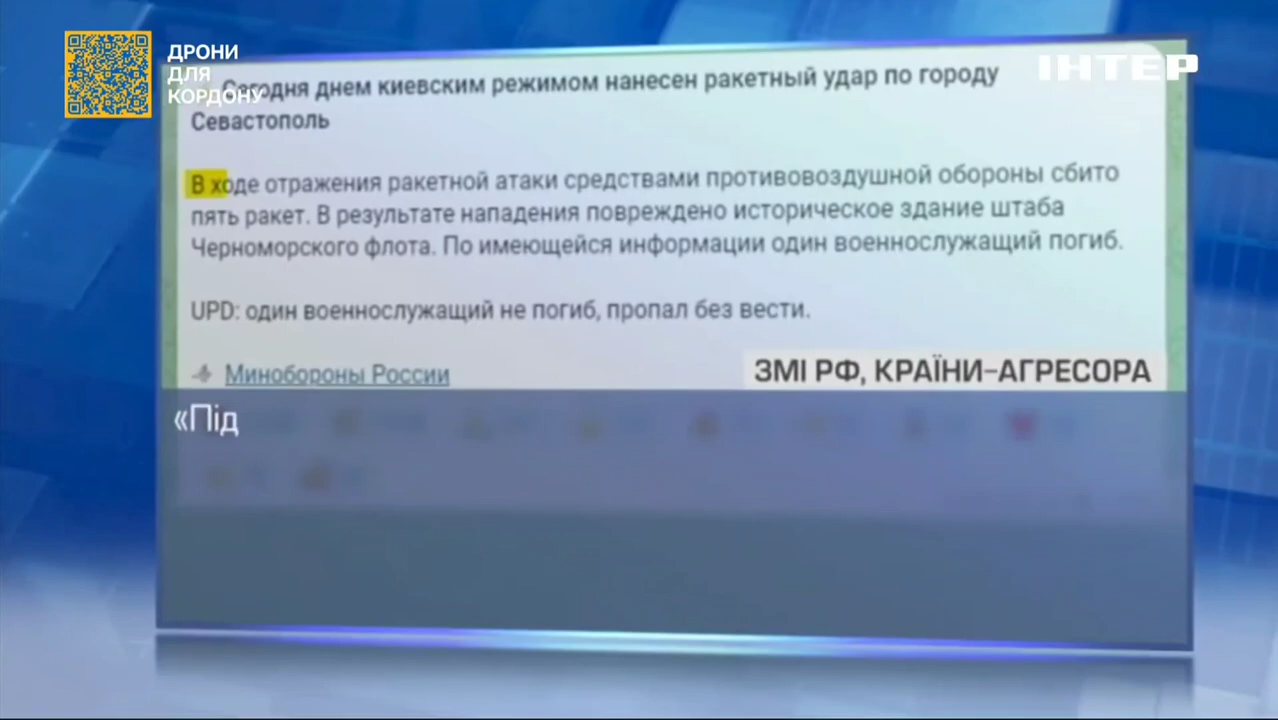 ДРОНИ
ДЛЯ
КОРДОНУ
ІНТЕР
Сегодня днем киевским режимом нанесен ракетный удар по городу
Севастополь
В ходе отражения ракетной атаки средствами противовоздушной обороны сбито
пять ракет. В результате нападения повреждено историческое здание штаба
Черноморского флота. По имеющейся информации один военнослужащий погиб.
UPD: один военнослужащий не погиб, пропал без вести.
Минобороны России
ЗМІ РФ, КРАЇНИ-АГРЕСОРА
«Під